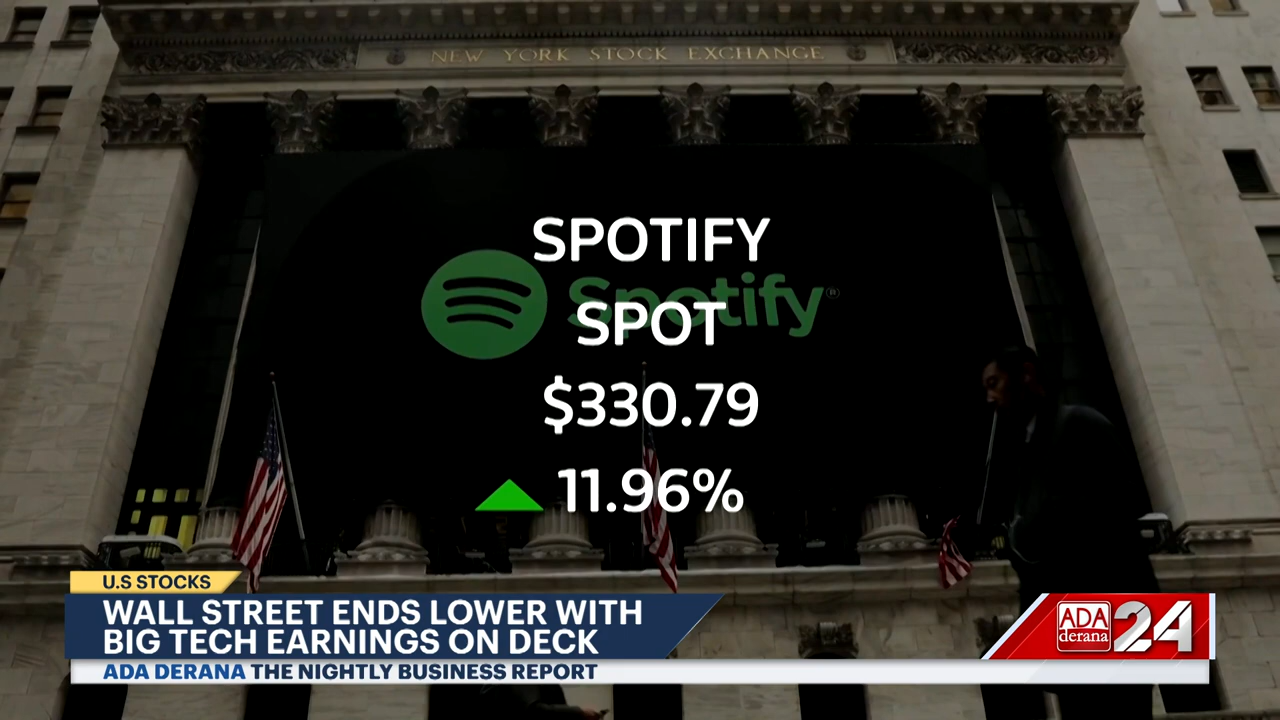 NEW YORK STOCK EXCHANGE
SPOTIFY
Spotify®
SPOT
$330.79
11.96%
U.S STOCKS
WALL STREET ENDS LOWER WITH
BIG TECH EARNINGS ON DECK
ADA DERANA THE NIGHTLY BUSINESS REPORT
ADA
derana
24